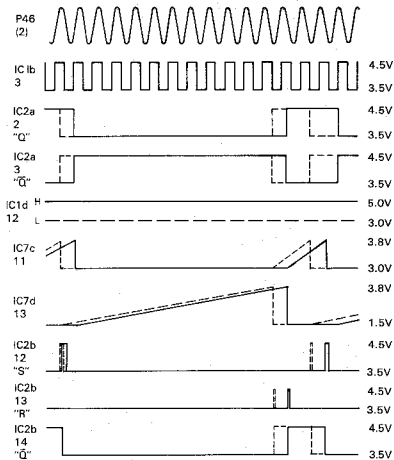 P46
(2)
IC Ib
3
4.5V
3.5V
IC2a
2
"Q"
4.5V
3.5V
IC2a
3
"Q̅"
4.5V
3.5V
IC1d
12
H
L
5.0V
3.0V
IC7c
11
3.8V
3.0V
IC7d
13
3.8V
1.5V
IC2b
12
"S"
4.5V
3.5V
IC2b
13
"R"
4.5V
3.5V
IC2b
14
"Q̅"
4.5V
3.5V